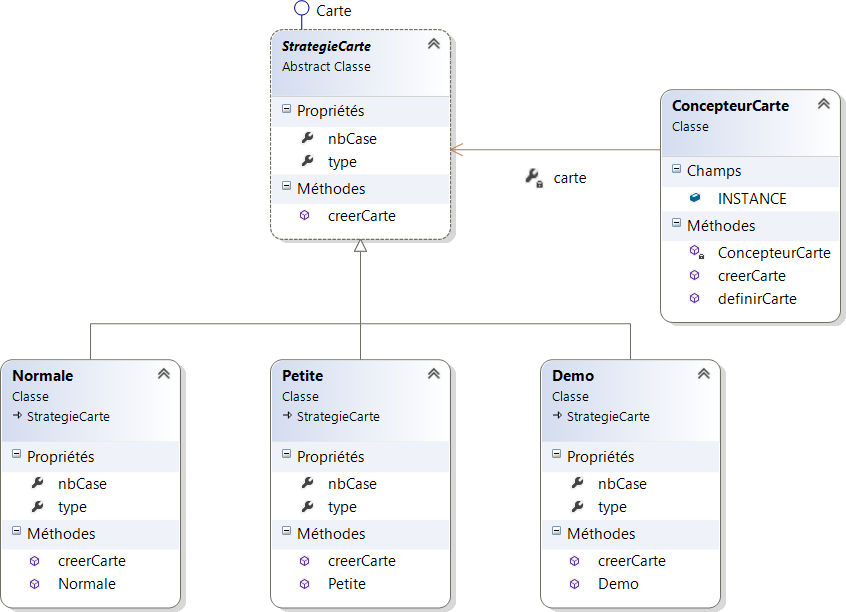 Carte
StrategieCarte
Abstract Classe
Propriétés
nbCase
type
Méthodes
creerCarte
ConcepteurCarte
Classe
Champs
INSTANCE
Méthodes
ConcepteurCarte
creerCarte
definirCarte
carte
Normale
Classe
StrategieCarte
Propriétés
nbCase
type
Méthodes
creerCarte
Normale
Petite
Classe
StrategieCarte
Propriétés
nbCase
type
Méthodes
creerCarte
Petite
Demo
Classe
StrategieCarte
Propriétés
nbCase
type
Méthodes
creerCarte
Demo